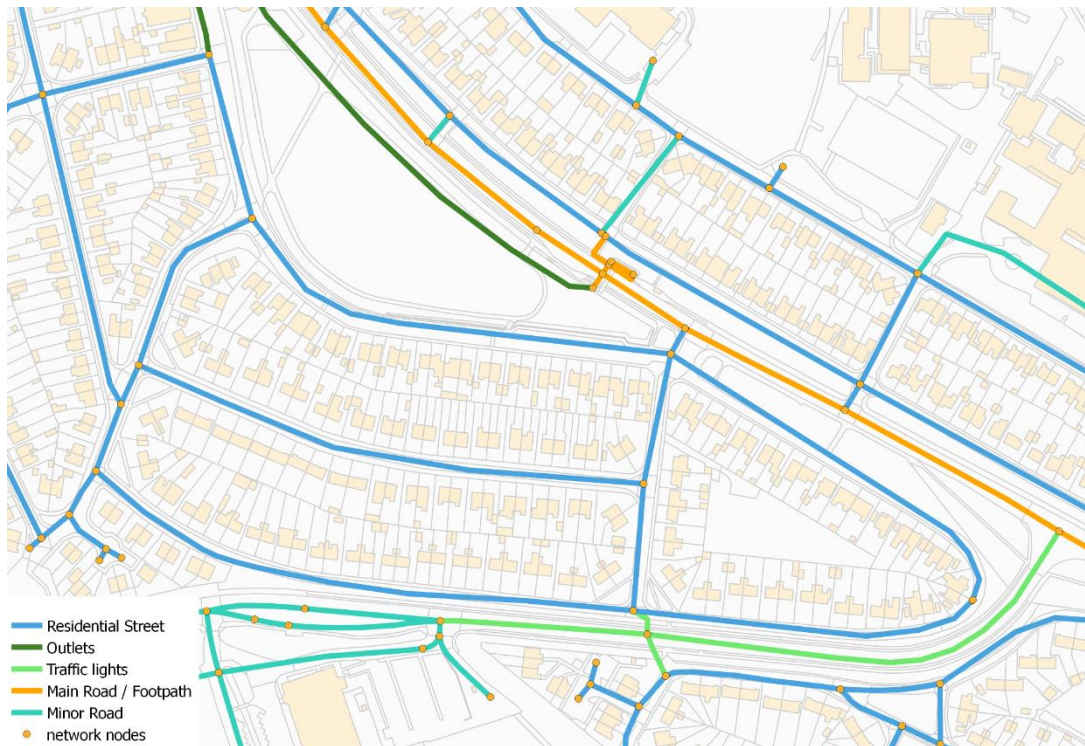 Residential Street
Outlets
Traffic lights
Main Road / Footpath
Minor Road
network nodes